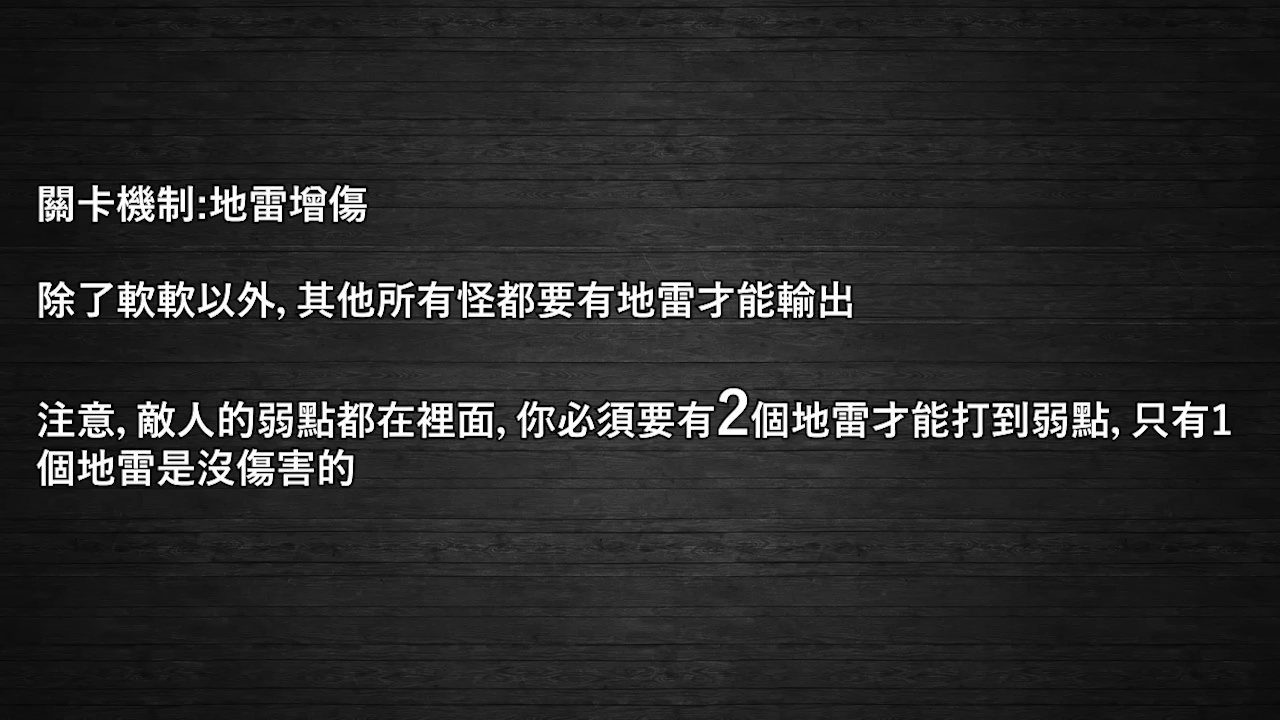 關卡機制:地雷增傷
除了軟軟以外, 其他所有怪都要有地雷才能輸出
注意, 敵人的弱點都在裡面, 你必須要有2個地雷才能打到弱點, 只有1
個地雷是沒傷害的